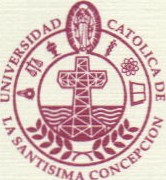 UNIVERSIDAD CATOLICA DE
LA SANTISIMA CONCEPCION